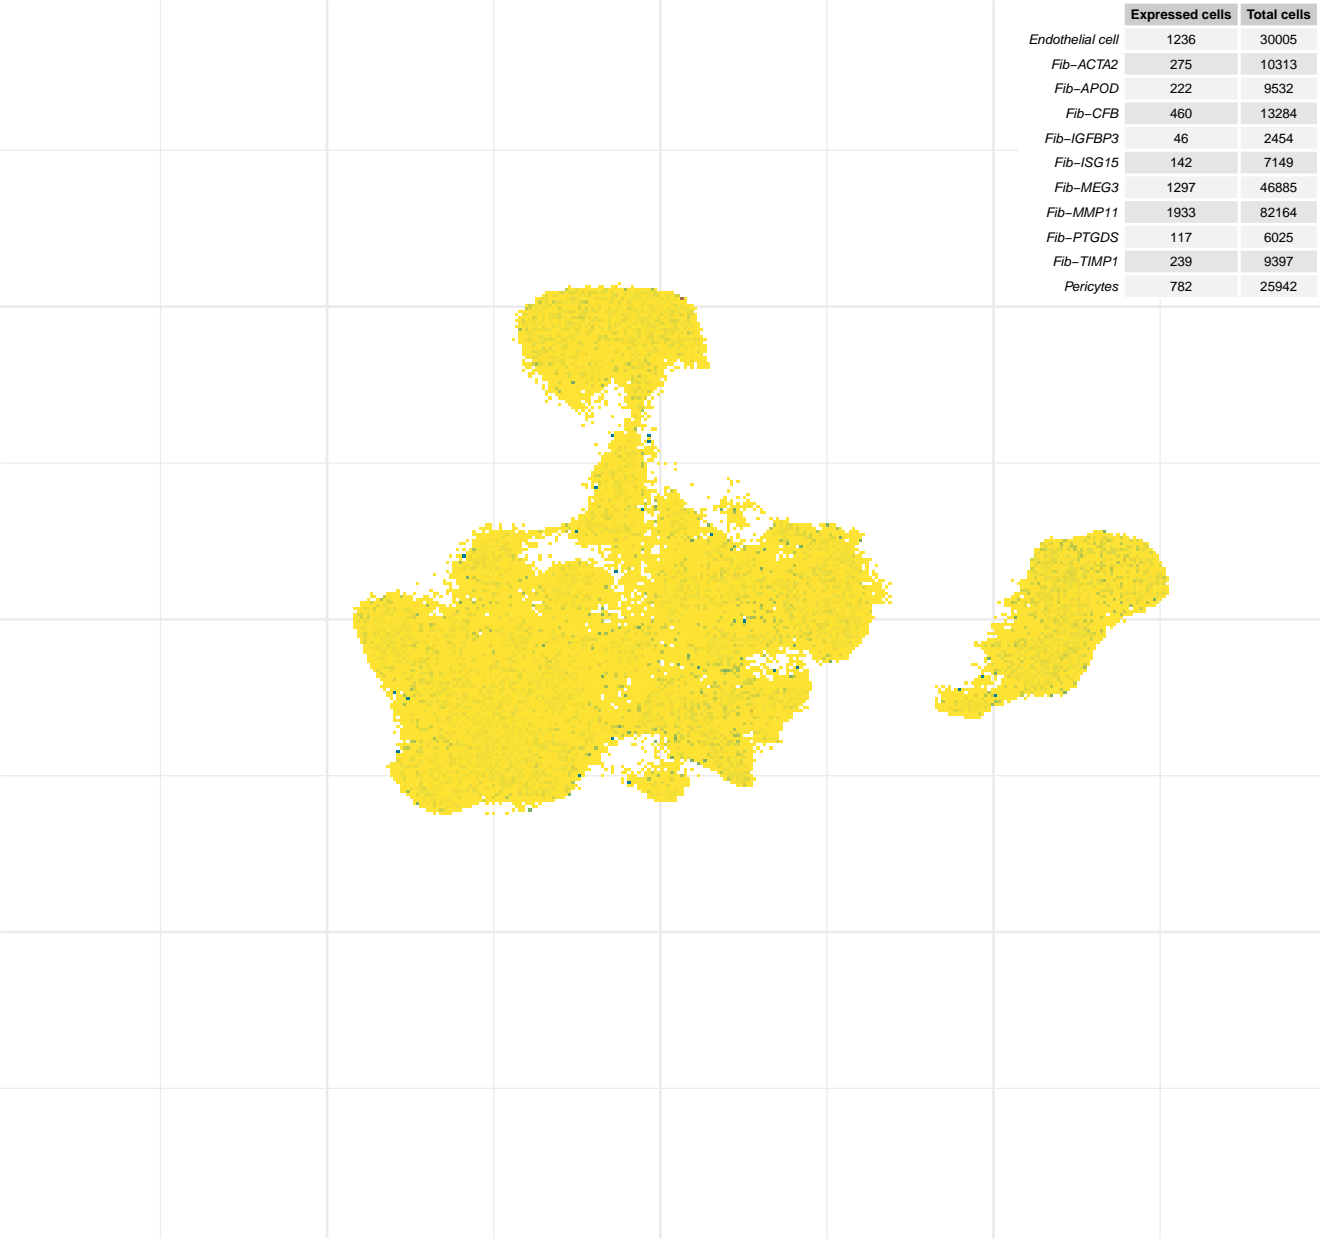 Expressed cells Total cells
Endothelial cell 1236 30005
Fib−ACTA2 275 10313
Fib−APOD 222 9532
Fib−CFB 460 13284
Fib−IGFBP3 46 2454
Fib−ISG15 142 7149
Fib−MEG3 1297 46885
Fib−MMP11 1933 82164
Fib−PTGDS 117 6025
Fib−TIMP1 239 9397
Pericytes 782 25942